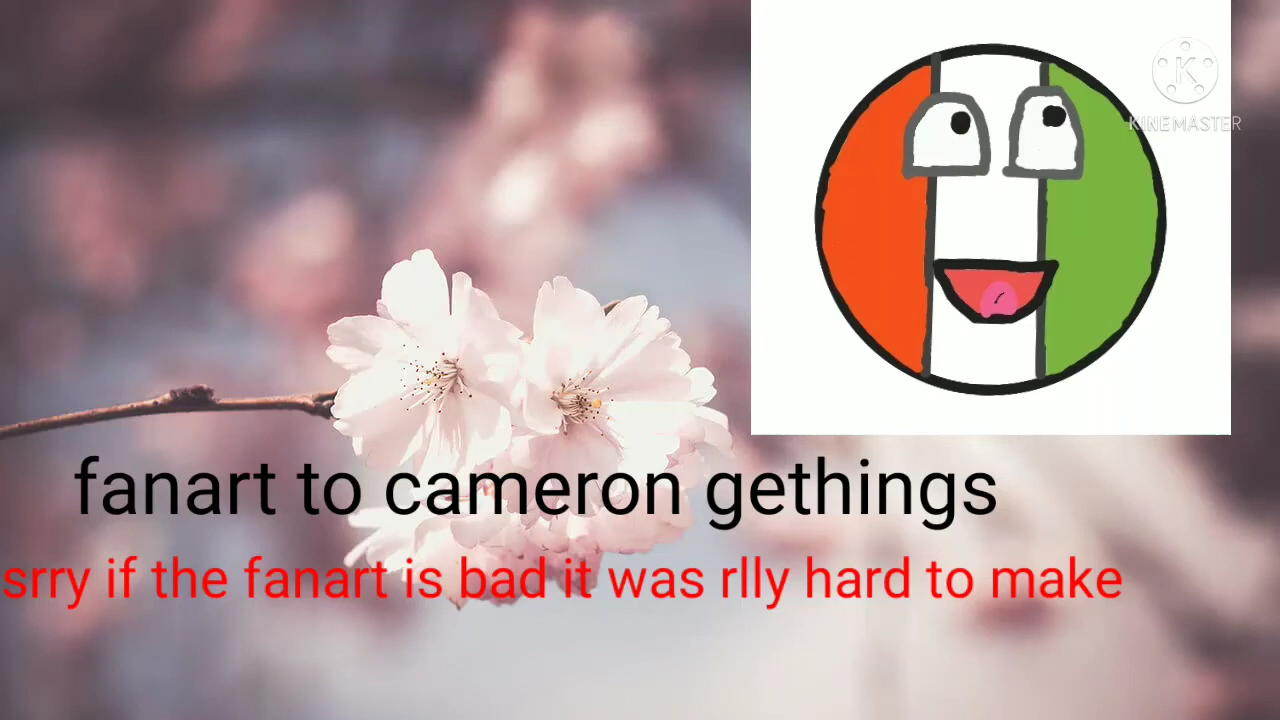 K
KINEMASTER
fanart to cameron gethings
srry if the fanart is bad it was rlly hard to make